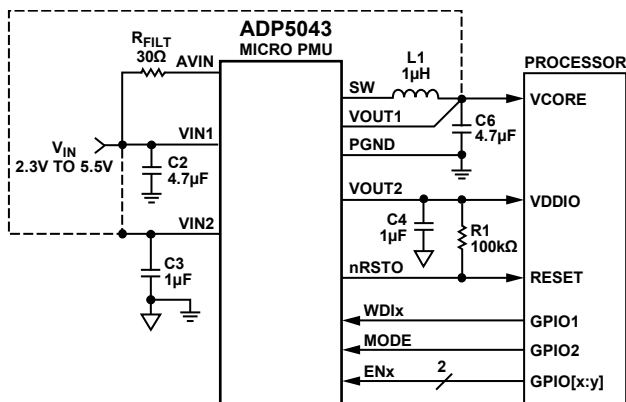 ADP5043
MICRO PMU
RFILT
30Ω
AVIN
VIN1
VIN
2.3V TO 5.5V
C2
4.7µF
VIN2
C3
1µF
SW
L1
1µH
VOUT1
PGND
C6
4.7µF
VOUT2
C4
1µF
R1
100kΩ
nRSTO
WDIx
MODE
ENx
2
PROCESSOR
VCORE
VDDIO
RESET
GPIO1
GPIO2
GPIO[x:y]